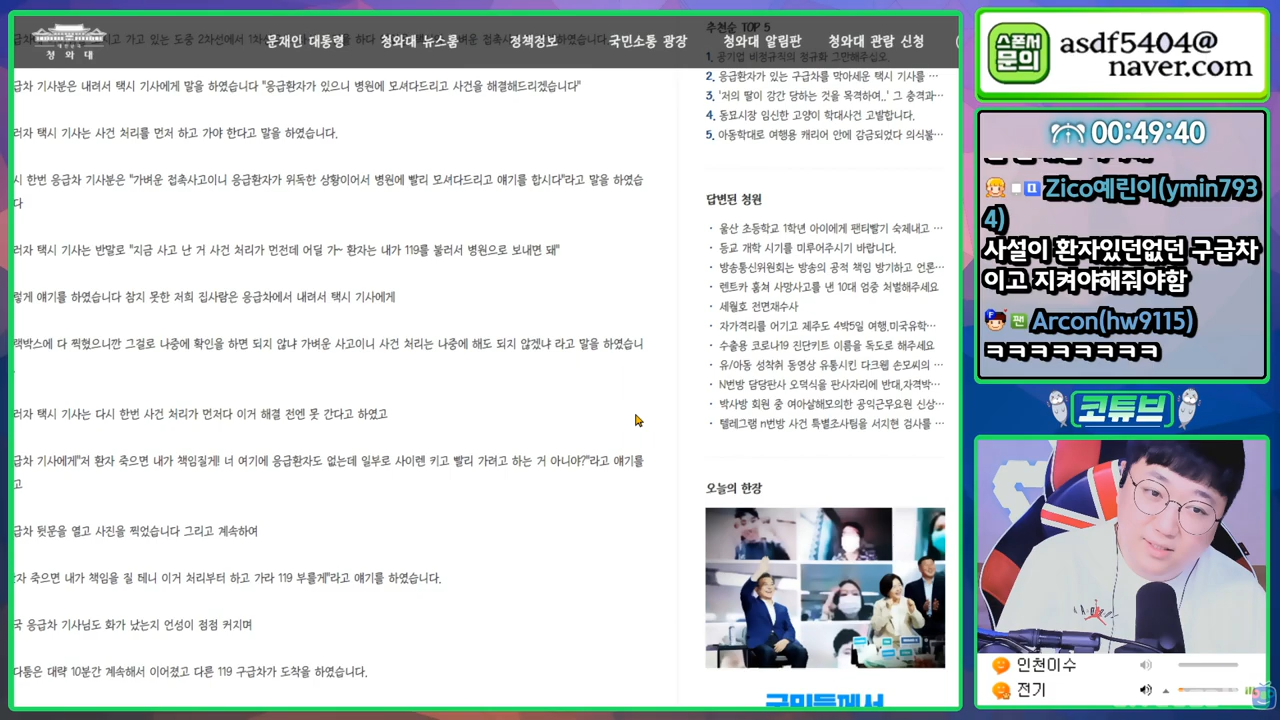 문재인 대통령
청와대 뉴스룸
정책정보
국민소통 광장
청와대 알림판
청와대 관람 신청
청 와 대
급차 기사분은 내려서 택시 기사에게 말을 하였습니다 "응급환자가 있으니 병원에 모셔다드리고 사건을 해결해드리겠습니다"
러자 택시 기사는 사건 처리를 먼저 하고 가야 한다고 말을 하였습니다.
시 한번 응급차 기사분은 "가벼운 접촉사고이니 응급환자가 위독한 상황이어서 병원에 빨리 모셔다드리고 얘기를 합시다"라고 말을 하였습
다
러자 택시 기사는 반말로 "지금 사고 난 거 사건 처리가 먼전데 어딜 가~ 환자는 내가 119를 불러서 병원으로 보내면 돼"
렇게 얘기를 하였습니다 참지 못한 저희 집사람은 응급차에서 내려서 택시 기사에게
랙박스에 다 찍혔으니깐 그걸로 나중에 확인을 하면 되지 않냐 가벼운 사고이니 사건 처리는 나중에 해도 되지 않겠냐 라고 말을 하였습니
러자 택시 기사는 다시 한번 사건 처리가 먼저다 이거 해결 전엔 못 간다고 하였고
급차 기사에게"저 환자 죽으면 내가 책임질게! 너 여기에 응급환자도 없는데 일부로 사이렌 키고 빨리 가려고 하는 거 아니야?"라고 얘기를
고
급차 뒷문을 열고 사진을 찍었습니다 그리고 계속하여
자 죽으면 내가 책임을 질 테니 이거 처리부터 하고 가라 119 부를게"라고 얘기를 하였습니다.
국 응급차 기사님도 화가 났는지 언성이 점점 커지며
다툼은 대략 10분간 계속해서 이어졌고 다른 119 구급차가 도착을 하였습니다.
추천순 TOP 5
1. 공기업 비정규직의 정규화 그만해주십오.
2. 응급환자가 있는 구급차를 막아세운 택시 기사를 …
3. '저의 딸이 강간 당하는 것을 목격하여..' 그 충격과…
4. 동묘시장 임신한 고양이 학대사건 고발합니다.
5. 아동학대로 여행용 캐리어 안에 감금되었다 의식불…
답변된 청원
· 울산 초등학교 1학년 아이에게 팬티빨기 숙제내고 …
· 등교 개학 시기를 미루어주시기 바랍니다.
· 방송통신위원회는 방송의 공적 책임 방기하고 언론…
· 렌트카 훔쳐 사망사고를 낸 10대 엄중 처벌해주세요
· 세월호 전면재수사
· 자가격리를 어기고 제주도 4박5일 여행.미국유학…
· 수출용 코로나19 진단키트 이름을 독도로 해주세요
· 유/아동 성착취 동영상 유통시킨 다크웹 손모씨의 …
· N번방 담당판사 오덕식을 판사자리에 반대,자격박…
· 박사방 회원 중 여아살해모의한 공익근무요원 신상…
· 텔레그램 n번방 사건 특별조사팀을 서지현 검사를 …
오늘의 한장
국민들께서
스폰서
문의
asdf5404@
naver.com
00:49:40
Zico예린이(ymin793
4)
사설이 환자있던없던 구급차
이고 지켜야해줘야함
팬 Arcon(hw9115)
ㅋㅋㅋㅋㅋㅋㅋㅋ
코튜브
인천이수
전기